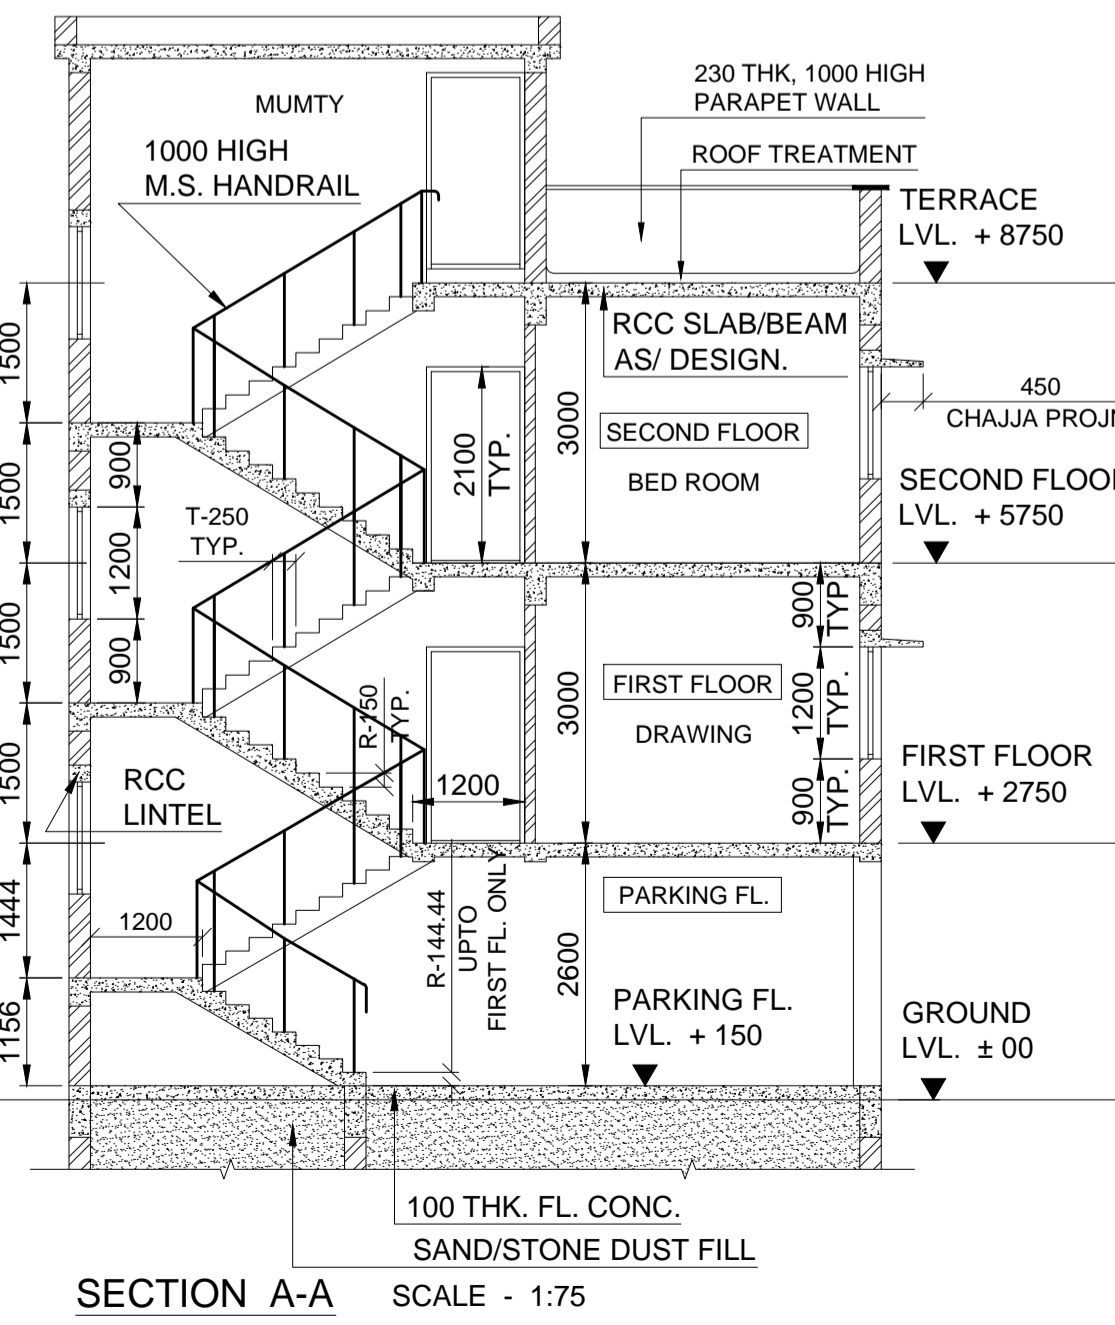 MUMTY
1000 HIGH
M.S. HANDRAIL
230 THK, 1000 HIGH
PARAPET WALL
ROOF TREATMENT
TERRACE
LVL. + 8750
RCC SLAB/BEAM
AS/ DESIGN.
450
CHAJJA PROJN
SECOND FLOOR
BED ROOM
3000
2100
TYP.
SECOND FLOOR
LVL. + 5750
1500
1500
1500
1500
1444
1156
900
1200
900
T-250
TYP.
R-150
TYP.
900
TYP.
1200
TYP.
900
TYP.
3000
FIRST FLOOR
DRAWING
FIRST FLOOR
LVL. + 2750
1200
RCC
LINTEL
1200
R-144.44
UPTO
FIRST FL. ONLY
2600
PARKING FL.
PARKING FL.
LVL. + 150
GROUND
LVL. ± 00
100 THK. FL. CONC.
SAND/STONE DUST FILL
SECTION A-A
SCALE - 1:75